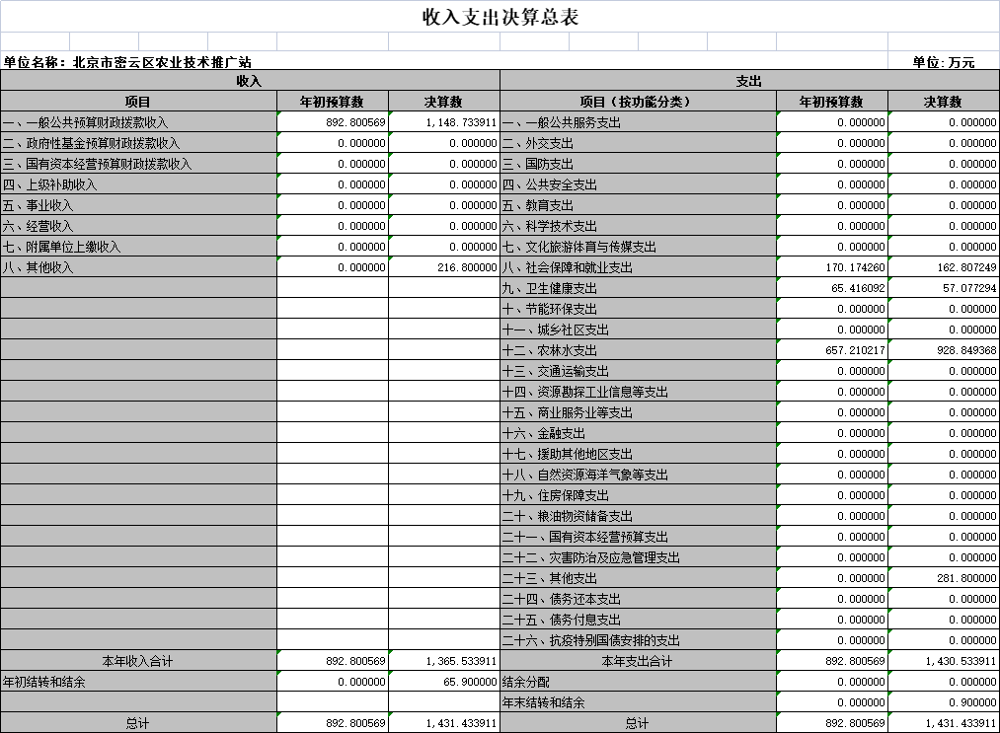 收入支出决算总表
单位名称：北京市密云区农业技术推广站 单位: 万元
收入 支出
项目 年初预算数 决算数 项目（按功能分类） 年初预算数 决算数
一、一般公共预算财政拨款收入 892.800569 1,148.733911 一、一般公共服务支出 0.000000 0.000000
二、政府性基金预算财政拨款收入 0.000000 0.000000 二、外交支出 0.000000 0.000000
三、国有资本经营预算财政拨款收入 0.000000 0.000000 三、国防支出 0.000000 0.000000
四、上级补助收入 0.000000 0.000000 四、公共安全支出 0.000000 0.000000
五、事业收入 0.000000 0.000000 五、教育支出 0.000000 0.000000
六、经营收入 0.000000 0.000000 六、科学技术支出 0.000000 0.000000
七、附属单位上缴收入 0.000000 0.000000 七、文化旅游体育与传媒支出 0.000000 0.000000
八、其他收入 0.000000 216.800000 八、社会保障和就业支出 170.174260 162.807249
九、卫生健康支出 65.416092 57.077294
十、节能环保支出 0.000000 0.000000
十一、城乡社区支出 0.000000 0.000000
十二、农林水支出 657.210217 928.849368
十三、交通运输支出 0.000000 0.000000
十四、资源勘探工业信息等支出 0.000000 0.000000
十五、商业服务业等支出 0.000000 0.000000
十六、金融支出 0.000000 0.000000
十七、援助其他地区支出 0.000000 0.000000
十八、自然资源海洋气象等支出 0.000000 0.000000
十九、住房保障支出 0.000000 0.000000
二十、粮油物资储备支出 0.000000 0.000000
二十一、国有资本经营预算支出 0.000000 0.000000
二十二、灾害防治及应急管理支出 0.000000 0.000000
二十三、其他支出 0.000000 281.800000
二十四、债务还本支出 0.000000 0.000000
二十五、债务付息支出 0.000000 0.000000
二十六、抗疫特别国债安排的支出 0.000000 0.000000
本年收入合计 892.800569 1,365.533911 本年支出合计 892.800569 1,430.533911
年初结转和结余 0.000000 65.900000 结余分配 0.000000 0.000000
年末结转和结余 0.000000 0.900000
总计 892.800569 1,431.433911 总计 892.800569 1,431.433911